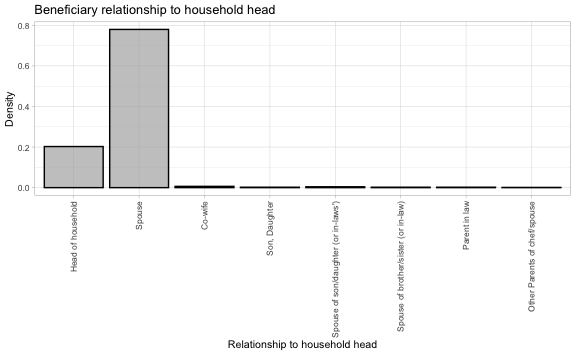 Beneficiary relationship to household head
Density
0.8
0.6
0.4
0.2
0.0
Head of household
Spouse
Co-wife
Son, Daughter
Spouse of son/daughter (or in-laws')
Spouse of brother/sister (or in-law)
Parent in law
Other Parents of chef/spouse
Relationship to household head